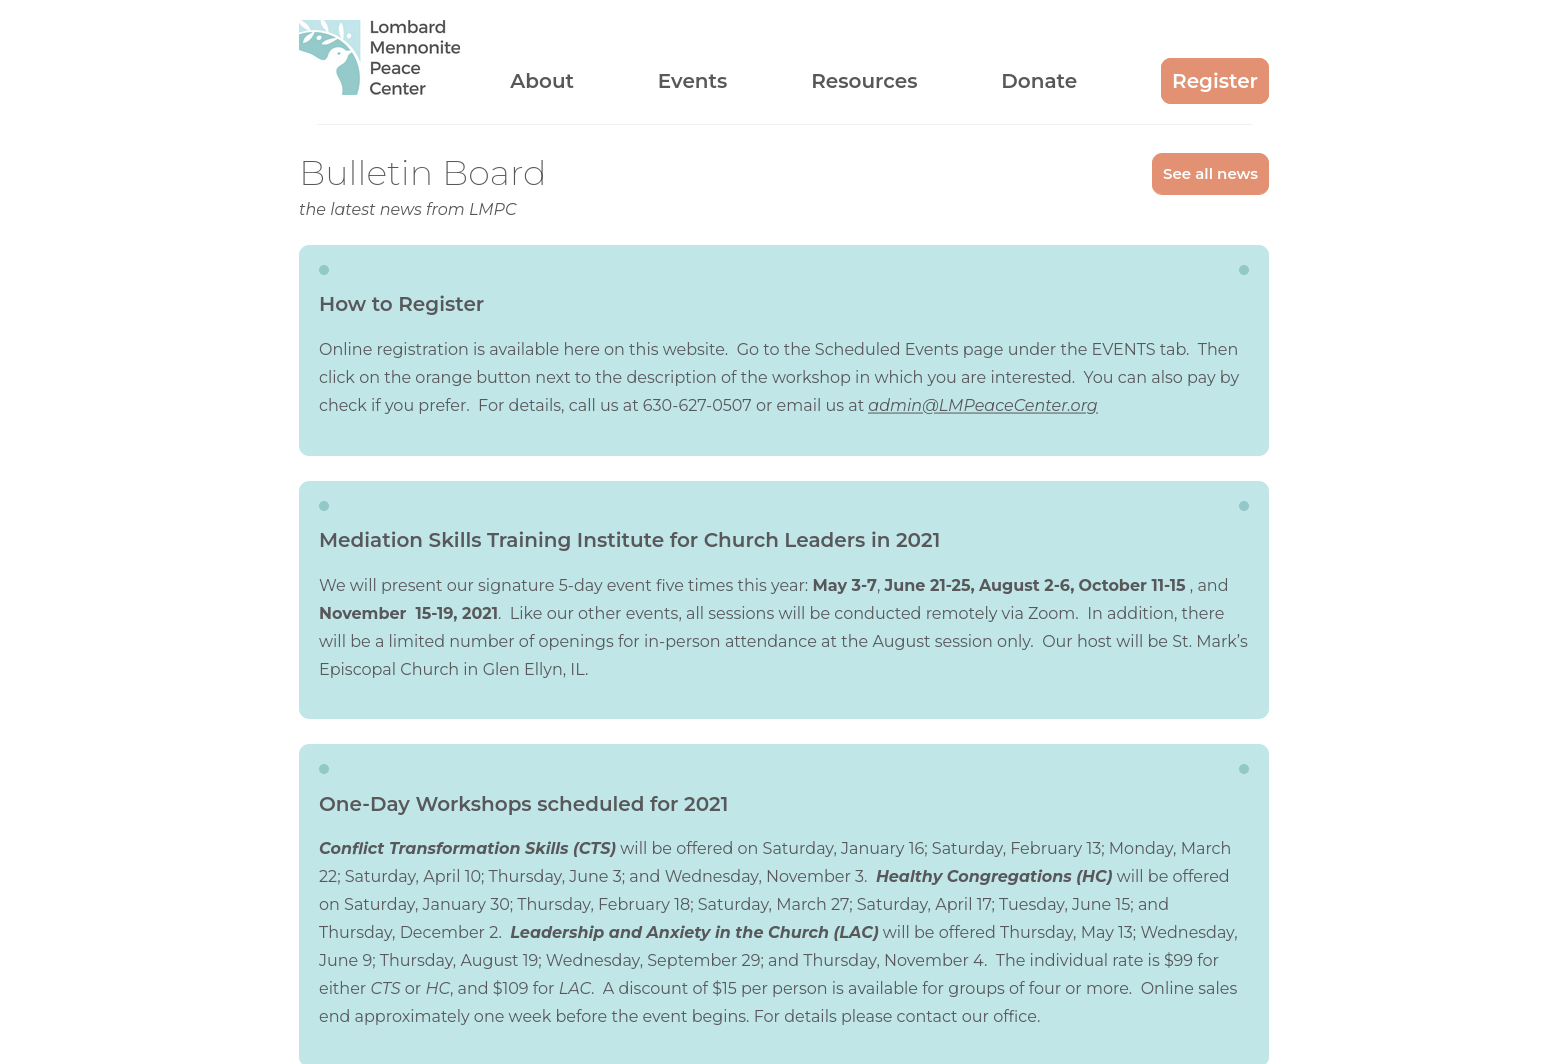 Lombard
Mennonite
Peace
Center
About
Events
Resources
Donate
Register
Bulletin Board
See all news
the latest news from LMPC
How to Register
Online registration is available here on this website.  Go to the Scheduled Events page under the EVENTS tab.  Then
click on the orange button next to the description of the workshop in which you are interested.  You can also pay by
check if you prefer.  For details, call us at 630-627-0507 or email us at admin@LMPeaceCenter.org
Mediation Skills Training Institute for Church Leaders in 2021
We will present our signature 5-day event five times this year: May 3-7, June 21-25, August 2-6, October 11-15 , and
November  15-19, 2021.  Like our other events, all sessions will be conducted remotely via Zoom.  In addition, there
will be a limited number of openings for in-person attendance at the August session only.  Our host will be St. Mark’s
Episcopal Church in Glen Ellyn, IL.
One-Day Workshops scheduled for 2021
Conflict Transformation Skills (CTS) will be offered on Saturday, January 16; Saturday, February 13; Monday, March
22; Saturday, April 10; Thursday, June 3; and Wednesday, November 3.  Healthy Congregations (HC) will be offered
on Saturday, January 30; Thursday, February 18; Saturday, March 27; Saturday, April 17; Tuesday, June 15; and
Thursday, December 2.  Leadership and Anxiety in the Church (LAC) will be offered Thursday, May 13; Wednesday,
June 9; Thursday, August 19; Wednesday, September 29; and Thursday, November 4.  The individual rate is $99 for
either CTS or HC, and $109 for LAC.  A discount of $15 per person is available for groups of four or more.  Online sales
end approximately one week before the event begins. For details please contact our office.